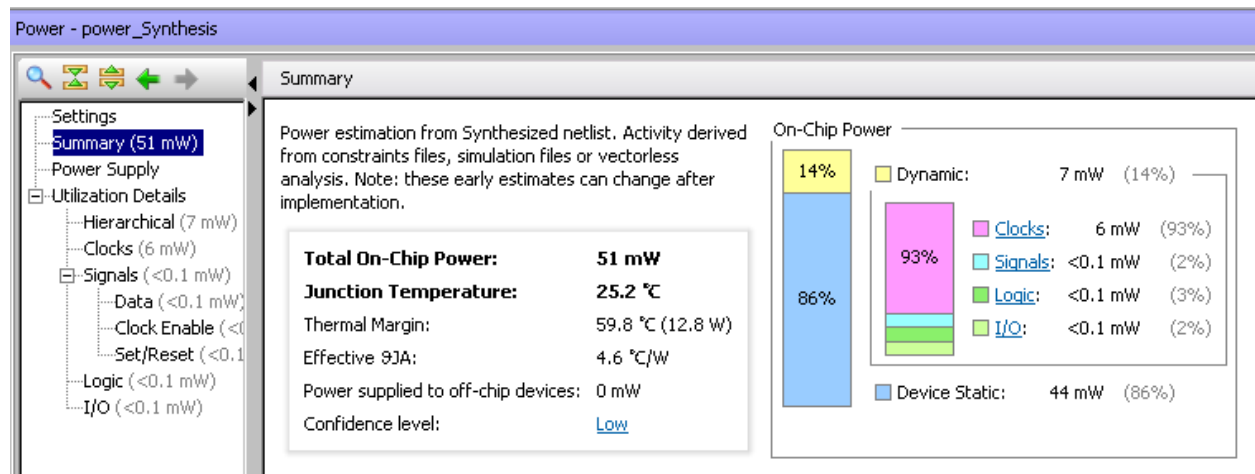 Power - power_Synthesis
Settings
Summary (51 mW)
Power Supply
Utilization Details
Hierarchical (7 mW)
Clocks (6 mW)
Signals (<0.1 mW)
Data (<0.1 mW)
Clock Enable (<0
Set/Reset (<0.1
Logic (<0.1 mW)
I/O (<0.1 mW)
Summary
Power estimation from Synthesized netlist. Activity derived
from constraints files, simulation files or vectorless
analysis. Note: these early estimates can change after
implementation.
Total On-Chip Power: 51 mW
Junction Temperature: 25.2 °C
Thermal Margin: 59.8 °C (12.8 W)
Effective ϑJA: 4.6 °C/W
Power supplied to off-chip devices: 0 mW
Confidence level: Low
On-Chip Power
14%
86%
Dynamic: 7 mW (14%)
93%
Clocks: 6 mW (93%)
Signals: <0.1 mW (2%)
Logic: <0.1 mW (3%)
I/O: <0.1 mW (2%)
Device Static: 44 mW (86%)